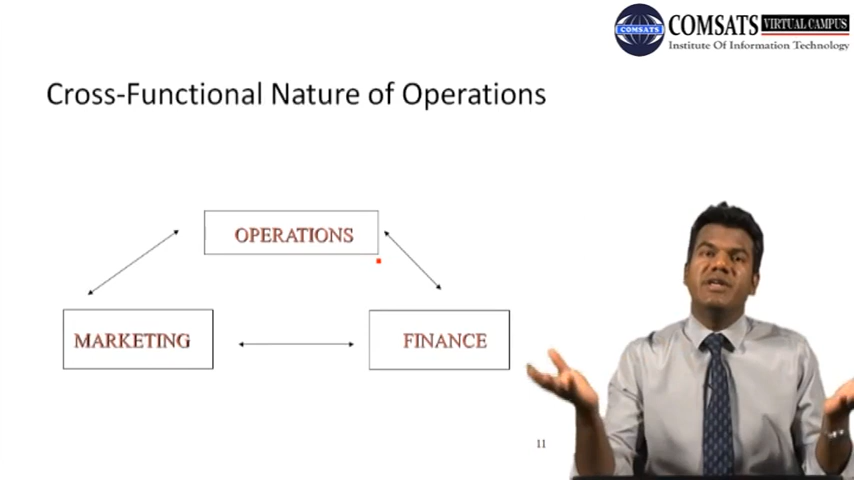 COMSATS VIRTUAL CAMPUS
COMSATS
Institute Of Information Technology
Cross-Functional Nature of Operations
OPERATIONS
MARKETING
FINANCE
11